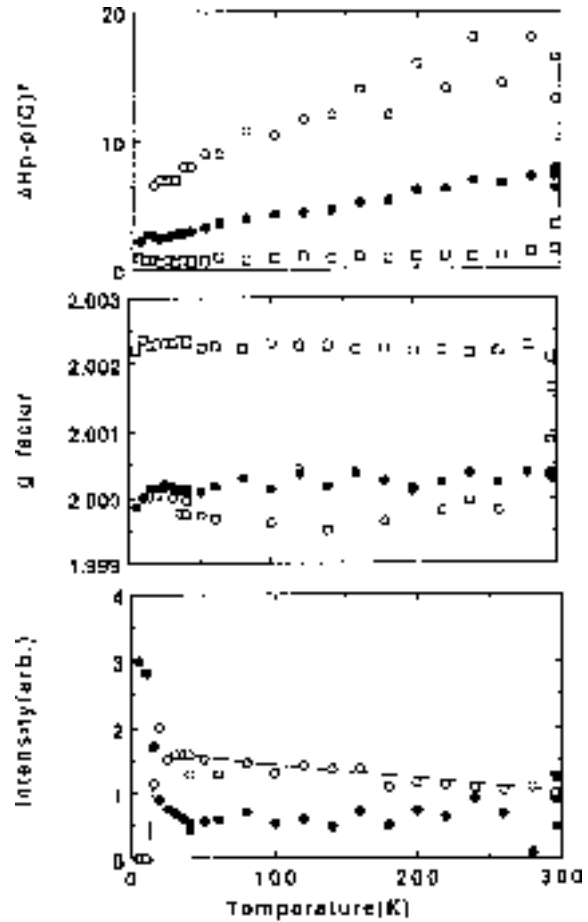 20
10
0
ΔHp-p(G)
2.003
2.002
2.001
2.000
1.999
g factor
4
3
2
1
0
Intensity(arb.)
0 100 200 300
Temperature(K)